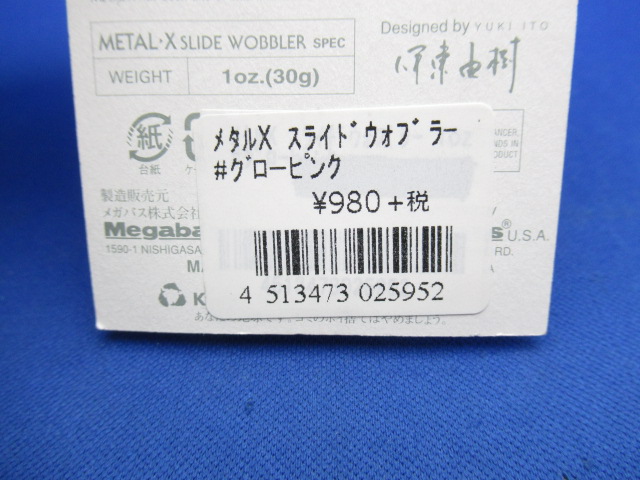 METAL·X SLIDE WOBBLER SPEC
WEIGHT 1oz.(30g)
Designed by YUKI ITO
伊東由樹
紙
台紙
メタルX スライドウォブラー
#グローピンク
¥980+税
4 513473 025952
製造販売元
メガバス株式会社
Megaba
U.S.A.
1590-1 NISHIGASA
RD.
MA
K
PRODUCT